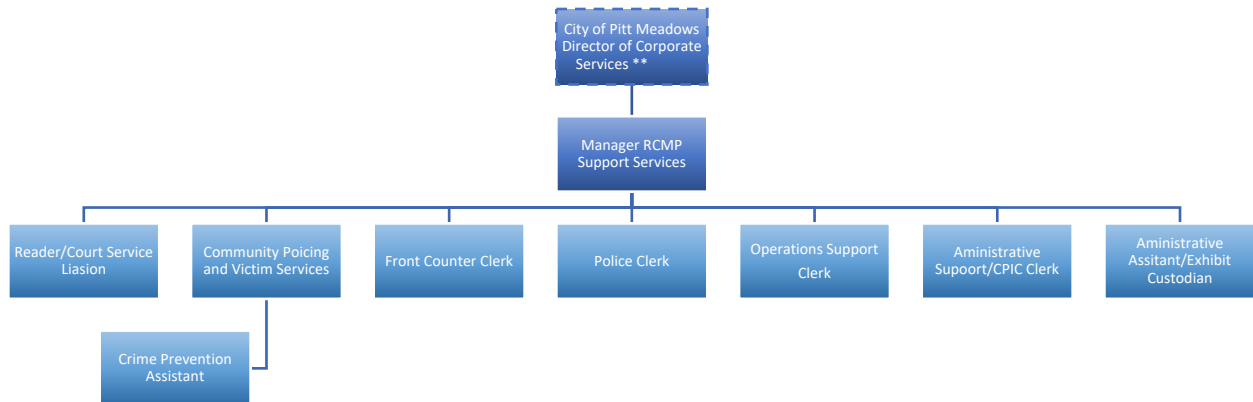 City of Pitt Meadows
Director of Corporate
Services **
Manager RCMP
Support Services
Reader/Court Service
Liasion
Community Poicing
and Victim Services
Front Counter Clerk
Police Clerk
Operations Support
Clerk
Aministrative
Supoort/CPIC Clerk
Aministrative
Assitant/Exhibit
Custodian
Crime Prevention
Assistant